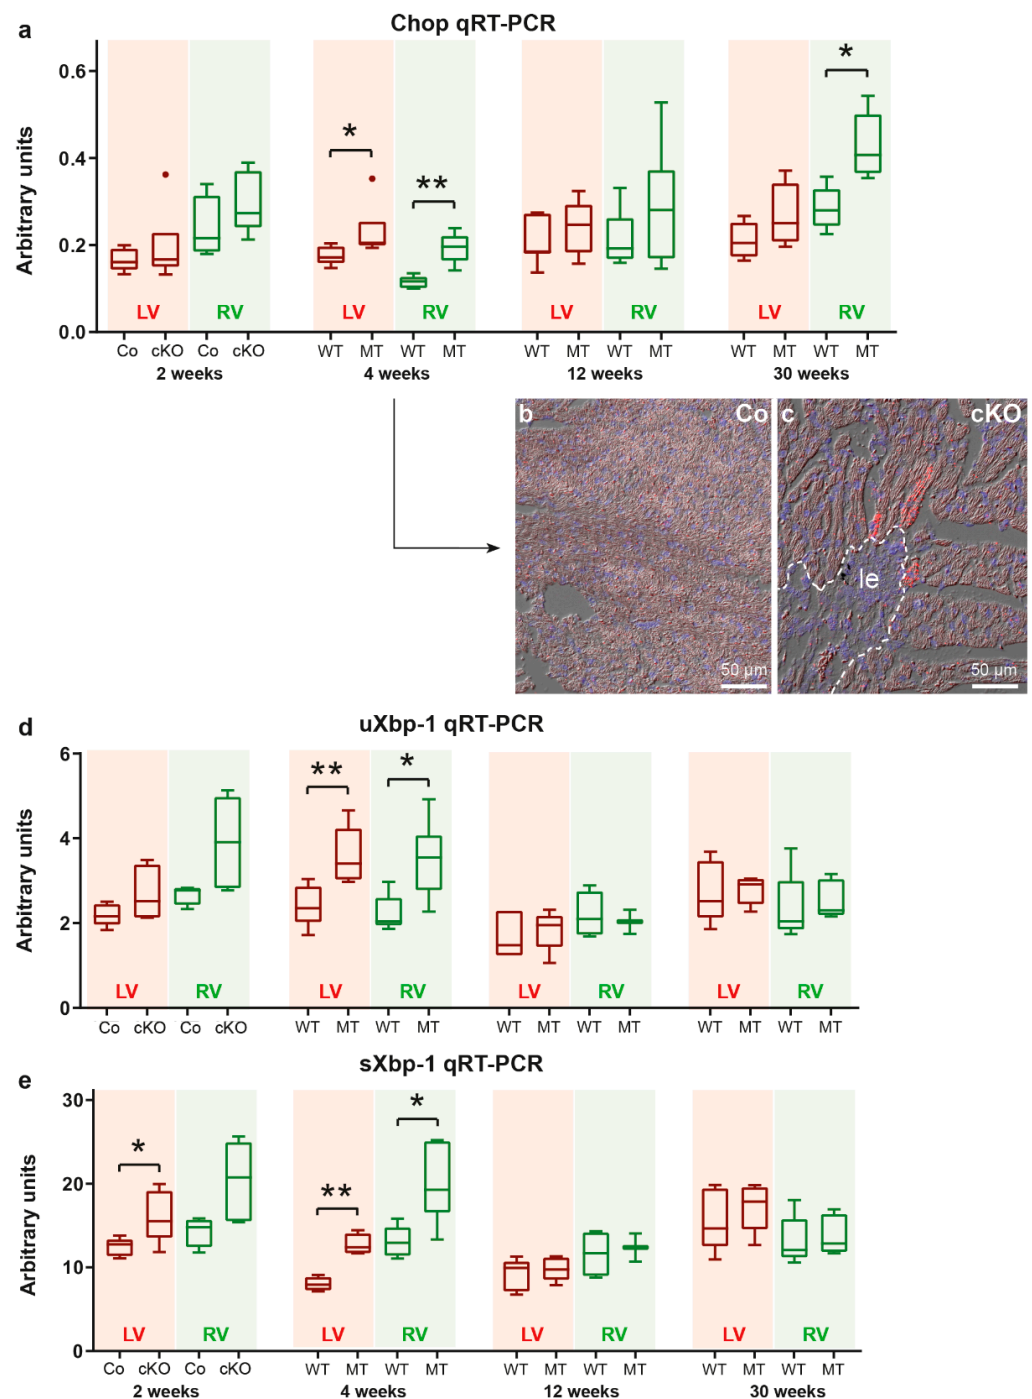 a
Chop qRT-PCR
Arbitrary units
0.6
0.4
0.2
0.0
* ** *
LV RV LV RV LV RV LV RV
Co cKO Co cKO WT MT WT MT WT MT WT MT WT MT WT MT
2 weeks 4 weeks 12 weeks 30 weeks
b Co c cKO
le
50 µm 50 µm
d
uXbp-1 qRT-PCR
Arbitrary units
6
4
2
0
** *
LV RV LV RV LV RV LV RV
Co cKO Co cKO WT MT WT MT WT MT WT MT WT MT WT MT
e
sXbp-1 qRT-PCR
Arbitrary units
30
20
10
0
* ** *
LV RV LV RV LV RV LV RV
Co cKO Co cKO WT MT WT MT WT MT WT MT WT MT WT MT
2 weeks 4 weeks 12 weeks 30 weeks